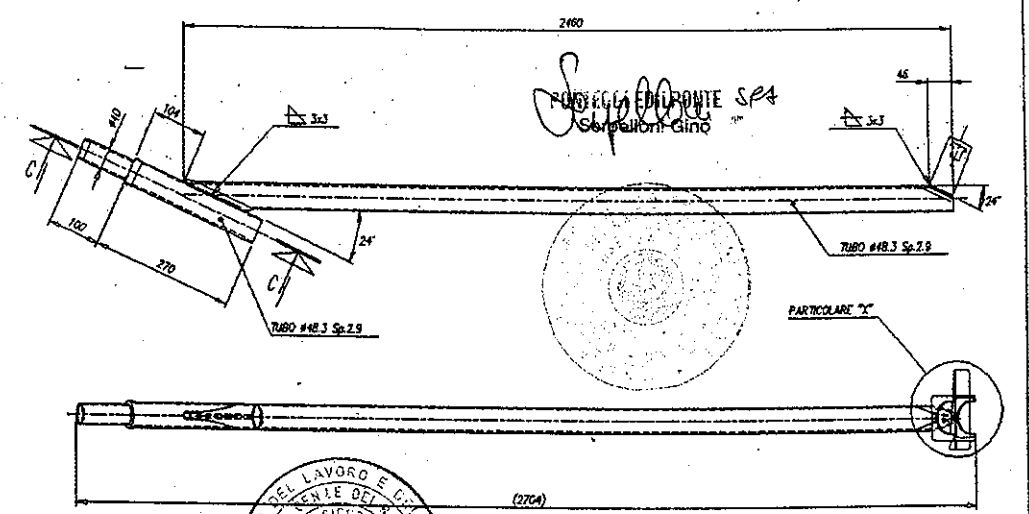 2460
45
PONTEGGI EDILPONTE SPA
Serpelloni Gino
3x3
3x3
104
ø40
C
24°
24°
100
270
C
TUBO ø48.3 Sp.2.9
TUBO ø48.3 Sp.2.9
PARTICOLARE "X"
(2704)
DEL LAVORO E